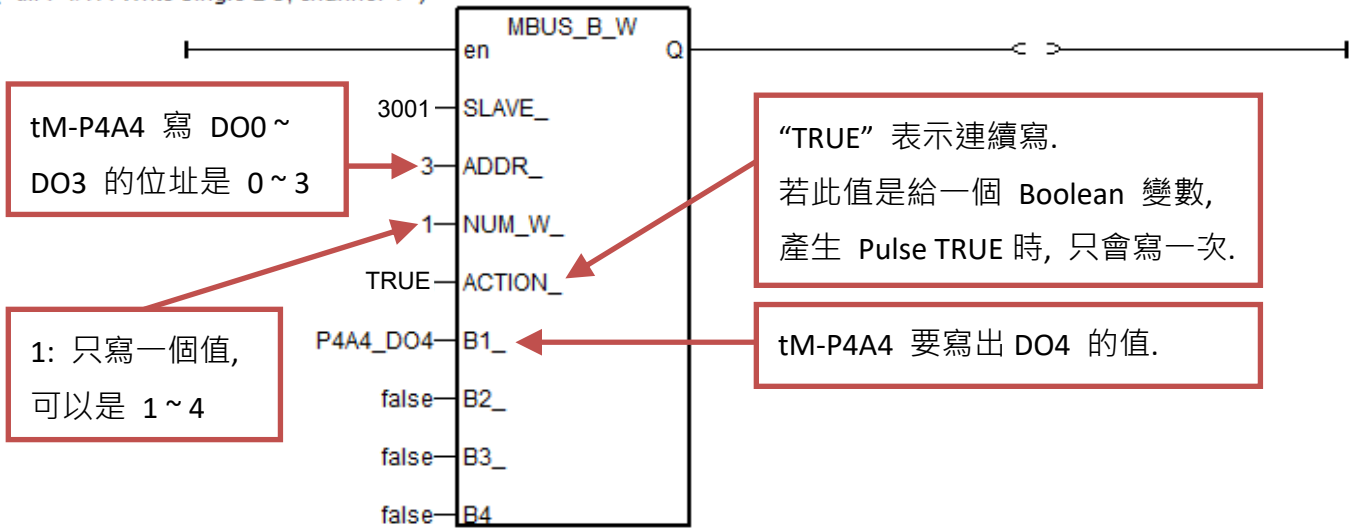 MBUS_B_W
en Q
3001 SLAVE_
3 ADDR_
1 NUM_W_
TRUE ACTION_
P4A4_DO4 B1_
false B2_
false B3_
false B4
tM-P4A4 寫 DO0 ~
DO3 的位址是 0 ~ 3
1: 只寫一個值,
可以是 1 ~ 4
“TRUE” 表示連續寫.
若此值是給一個 Boolean 變數,
產生 Pulse TRUE 時, 只會寫一次.
tM-P4A4 要寫出 DO4 的值.